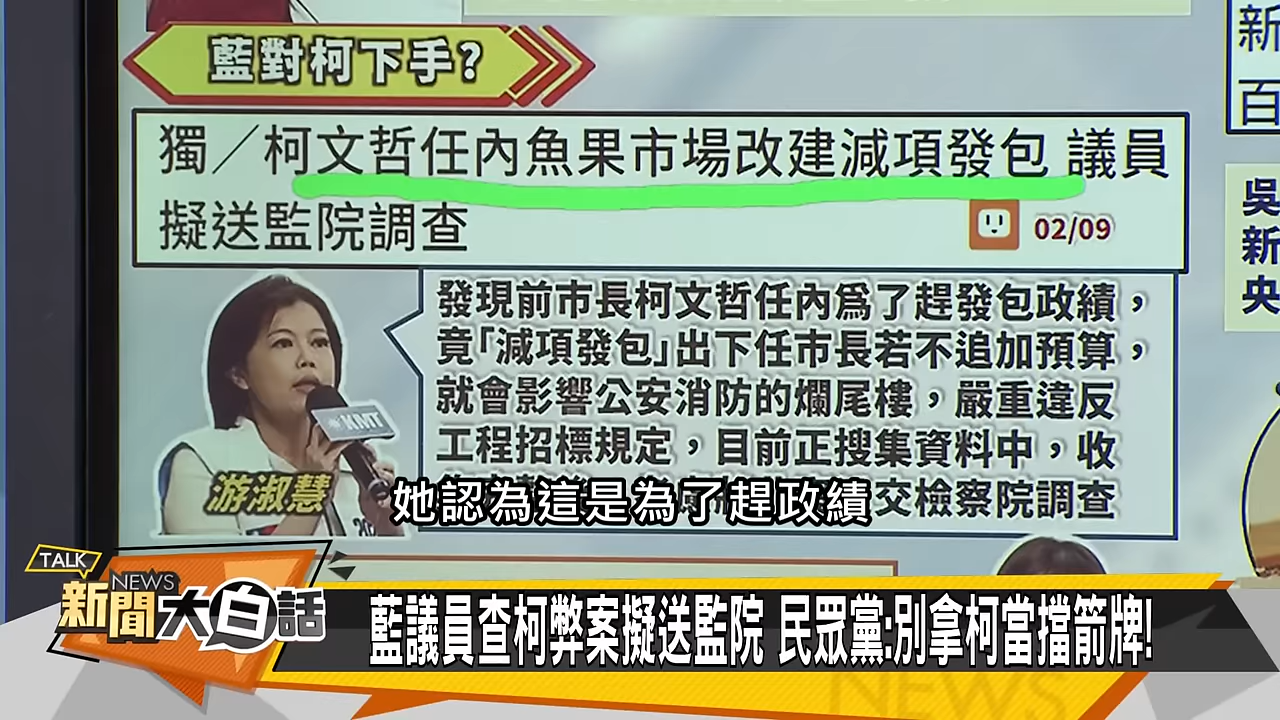 藍對柯下手?
獨／柯文哲任內魚果市場改建減項發包 議員
擬送監院調查
02/09
發現前市長柯文哲任內為了趕發包政績，
竟「減項發包」出下任市長若不追加預算，
就會影響公安消防的爛尾樓，嚴重違反
工程招標規定，目前正搜集資料中，收
交檢察院調查
KMT
游淑慧
她認為這是為了趕政績
新
百
吳
新
央
TALK
NEWS
新聞大白話
藍議員查柯弊案擬送監院 民眾黨:別拿柯當擋箭牌!
NEWS